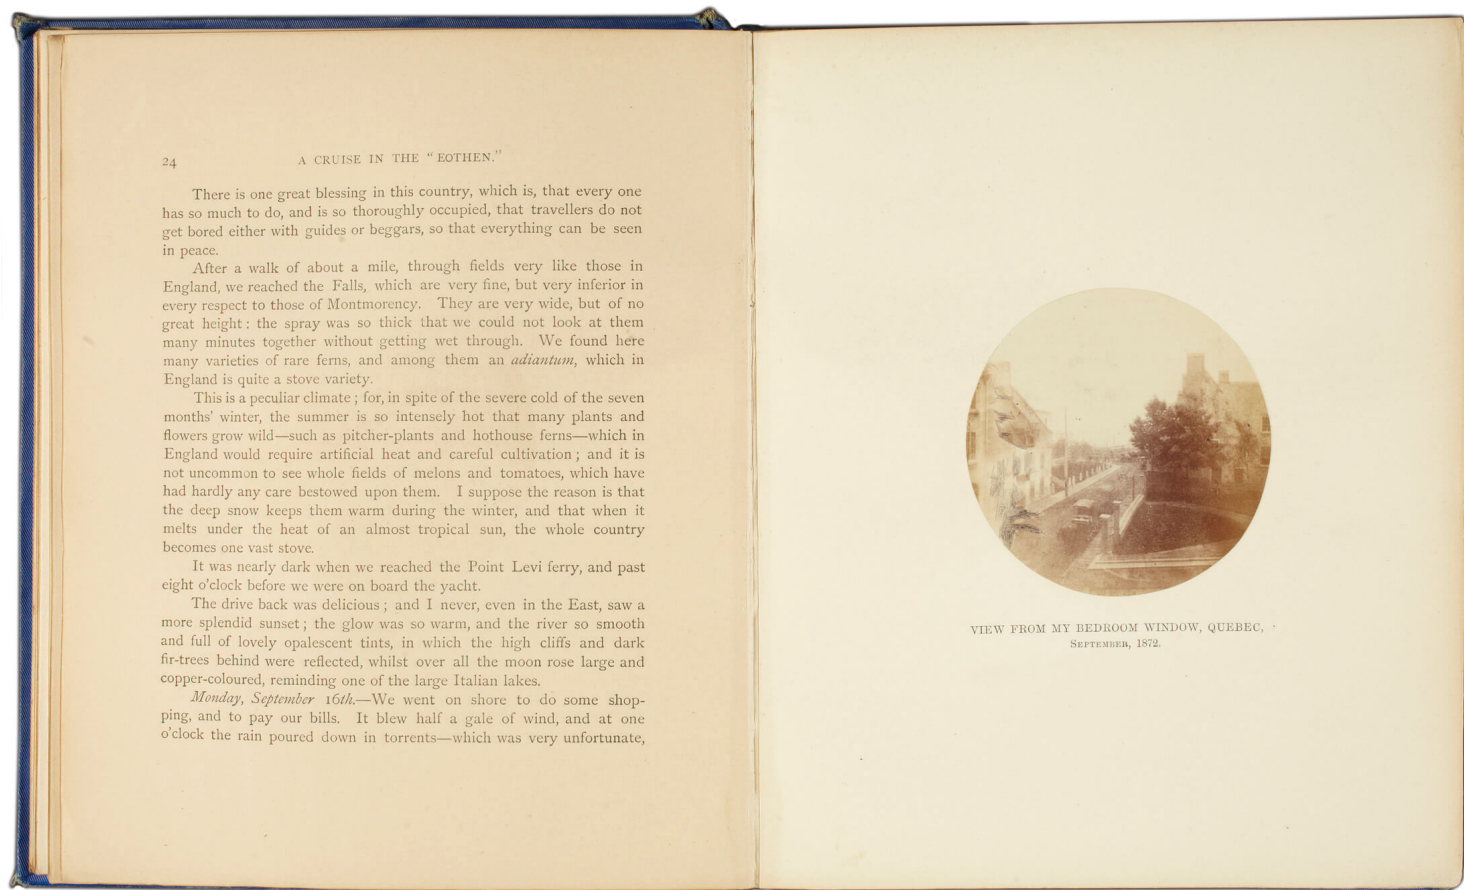 24
A CRUISE IN THE “EOTHEN.”
There is one great blessing in this country, which is, that every one
has so much to do, and is so thoroughly occupied, that travellers do not
get bored either with guides or beggars, so that everything can be seen
in peace.
After a walk of about a mile, through fields very like those in
England, we reached the Falls, which are very fine, but very inferior in
every respect to those of Montmorency. They are very wide, but of no
great height; the spray was so thick that we could not look at them
many minutes together without getting wet through. We found here
many varieties of rare ferns, and among them an adiantum, which in
England is quite a stove variety.
This is a peculiar climate; for, in spite of the severe cold of the seven
months’ winter, the summer is so intensely hot that many plants and
flowers grow wild—such as pitcher-plants and hothouse ferns—which in
England would require artificial heat and careful cultivation; and it is
not uncommon to see whole fields of melons and tomatoes, which have
had hardly any care bestowed upon them. I suppose the reason is that
the deep snow keeps them warm during the winter, and that when it
melts under the heat of an almost tropical sun, the whole country
becomes one vast stove.
It was nearly dark when we reached the Point Levi ferry, and past
eight o’clock before we were on board the yacht.
The drive back was delicious; and I never, even in the East, saw a
more splendid sunset; the glow was so warm, and the river so smooth
and full of lovely opalescent tints, in which the high cliffs and dark
fir-trees behind were reflected, whilst over all the moon rose large and
copper-coloured, reminding one of the large Italian lakes.
Monday, September 16th.—We went on shore to do some shop-
ping, and to pay our bills. It blew half a gale of wind, and at one
o’clock the rain poured down in torrents—which was very unfortunate,
VIEW FROM MY BEDROOM WINDOW, QUEBEC,
SEPTEMBER, 1872.